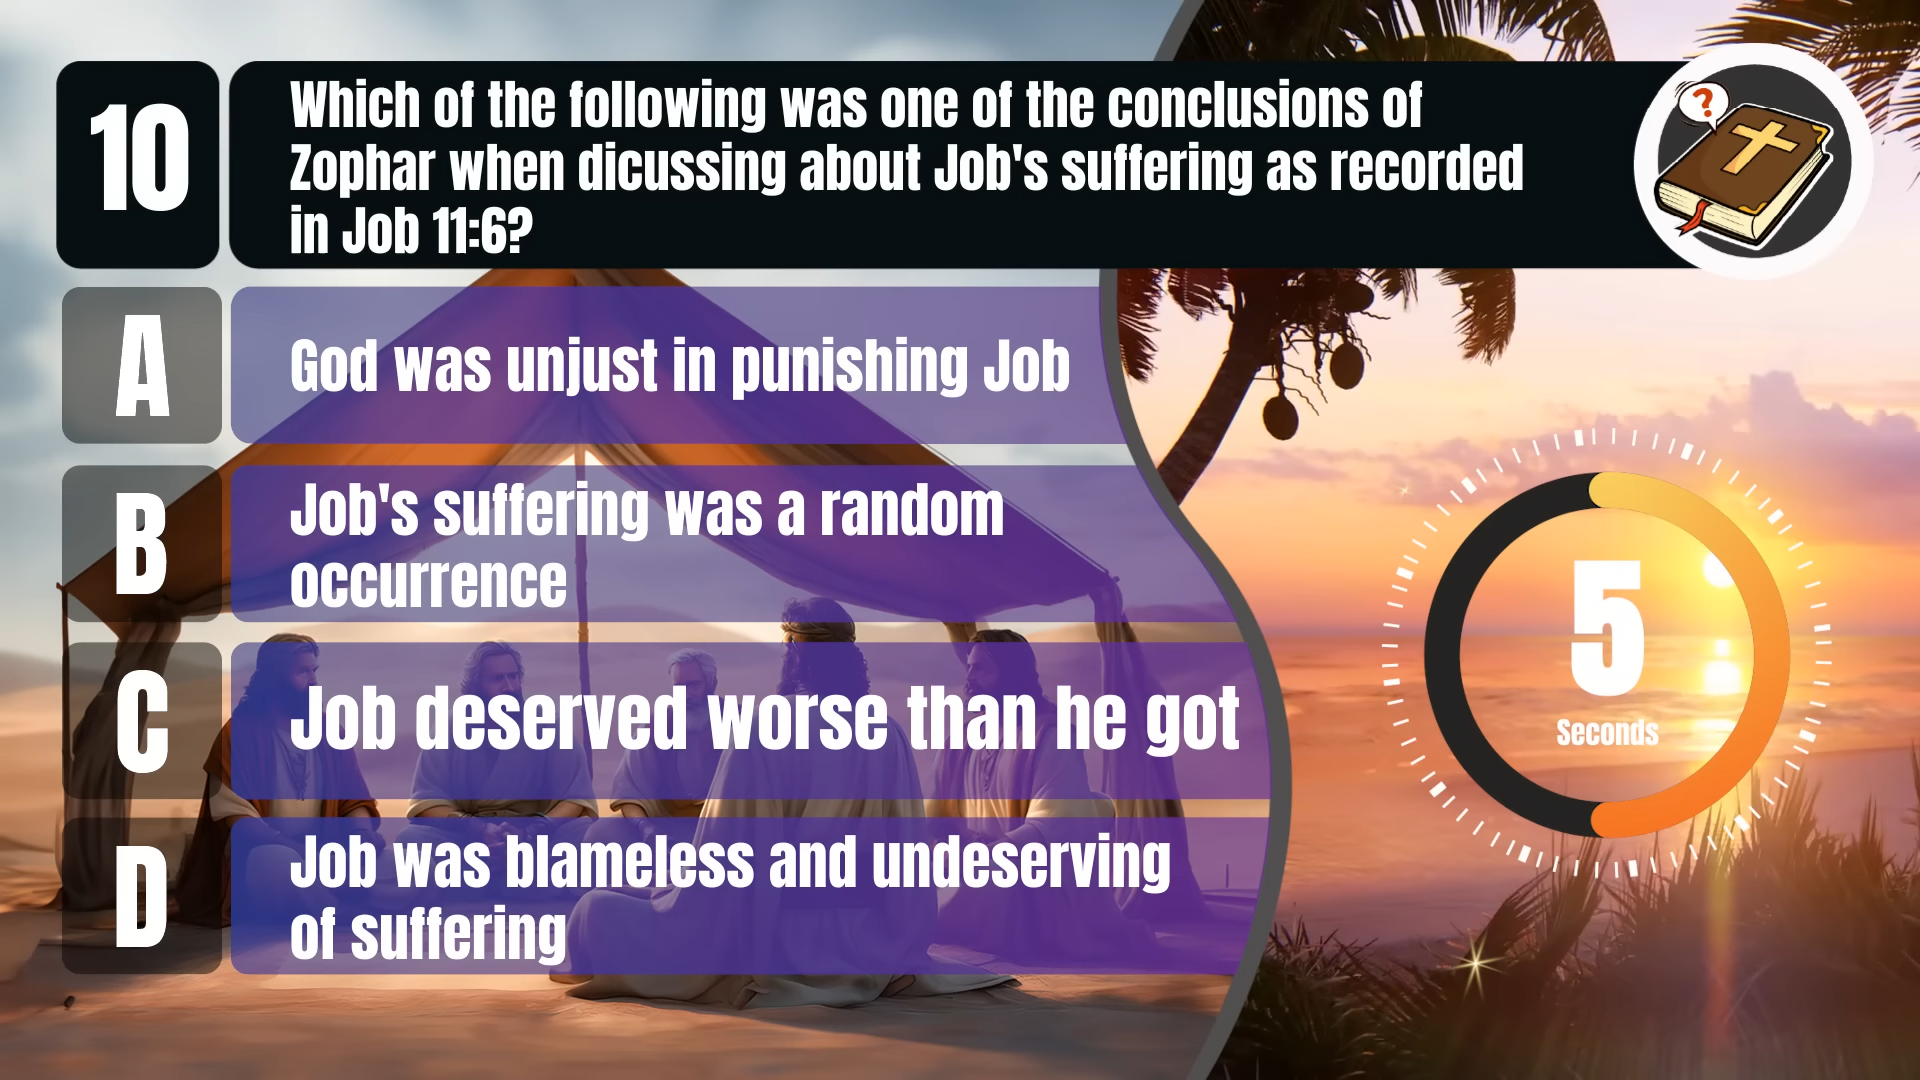 10
Which of the following was one of the conclusions of
Zophar when dicussing about Job's suffering as recorded
in Job 11:6?
?
A
God was unjust in punishing Job
B
Job's suffering was a random
occurrence
C
Job deserved worse than he got
D
Job was blameless and undeserving
of suffering
5
Seconds